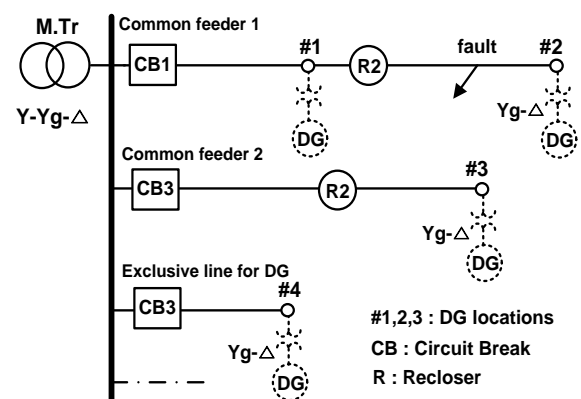 M.Tr
Y-Yg-△
Common feeder 1
CB1
#1
R2
fault
#2
DG
Yg-△
DG
Common feeder 2
CB3
R2
#3
Yg-△
DG
Exclusive line for DG
CB3
#4
Yg-△
DG
#1,2,3 : DG locations
CB : Circuit Break
R : Recloser